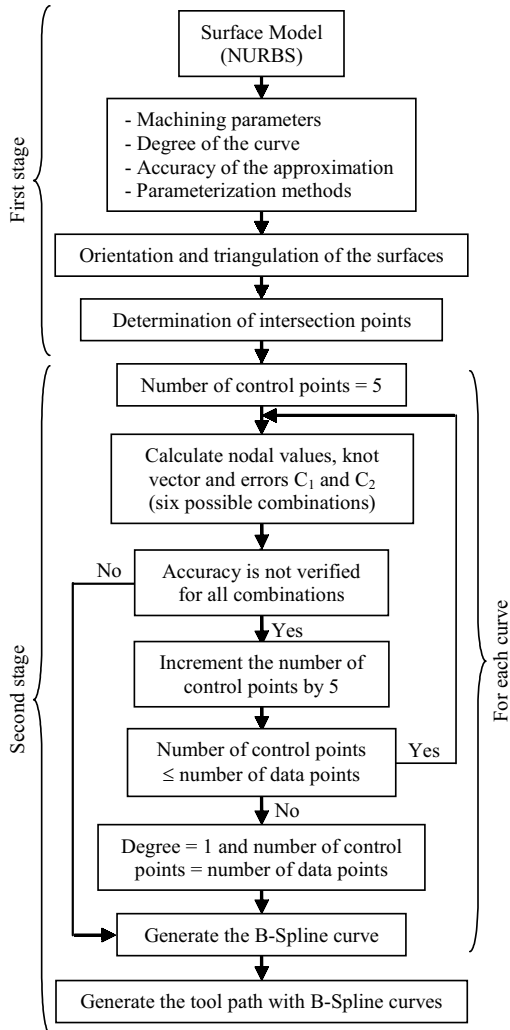 Surface Model
(NURBS)
- Machining parameters
- Degree of the curve
- Accuracy of the approximation
- Parameterization methods
First stage
Orientation and triangulation of the surfaces
Determination of intersection points
Number of control points = 5
Calculate nodal values, knot
vector and errors C₁ and C₂
(six possible combinations)
No
Accuracy is not verified
for all combinations
Yes
Increment the number of
control points by 5
Second stage
For each curve
Number of control points
≤ number of data points
Yes
No
Degree = 1 and number of control
points = number of data points
Generate the B-Spline curve
Generate the tool path with B-Spline curves